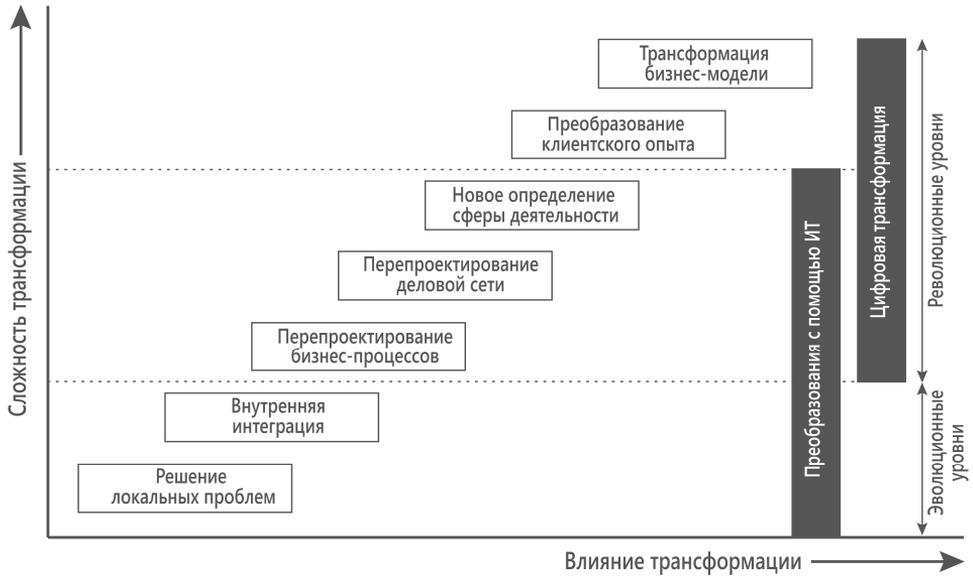 Сложность трансформации
Трансформация
бизнес-модели
Преобразование
клиентского опыта
Новое определение
сферы деятельности
Перепроектирование
деловой сети
Перепроектирование
бизнес-процессов
Внутренняя
интеграция
Решение
локальных проблем
Преобразования с помощью ИТ
Цифровая трансформация
Революционные уровни
Эволюционные
уровни
Влияние трансформации